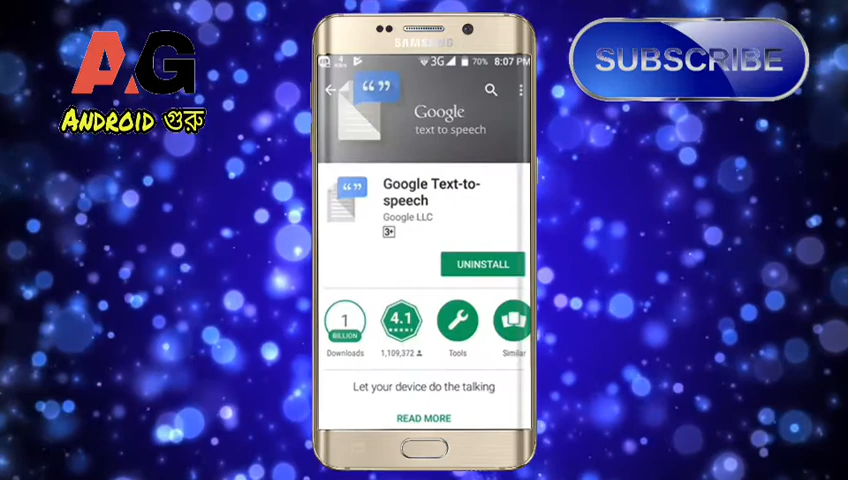 AG
Android গুরু
SUBSCRIBE
SAMSUNG
3G 70% 8:07 PM
Google
text to speech
Google Text-to-
speech
Google LLC
3+
UNINSTALL
1
BILLION
Downloads
4.1
1,109,372
Tools
Similar
Let your device do the talking
READ MORE